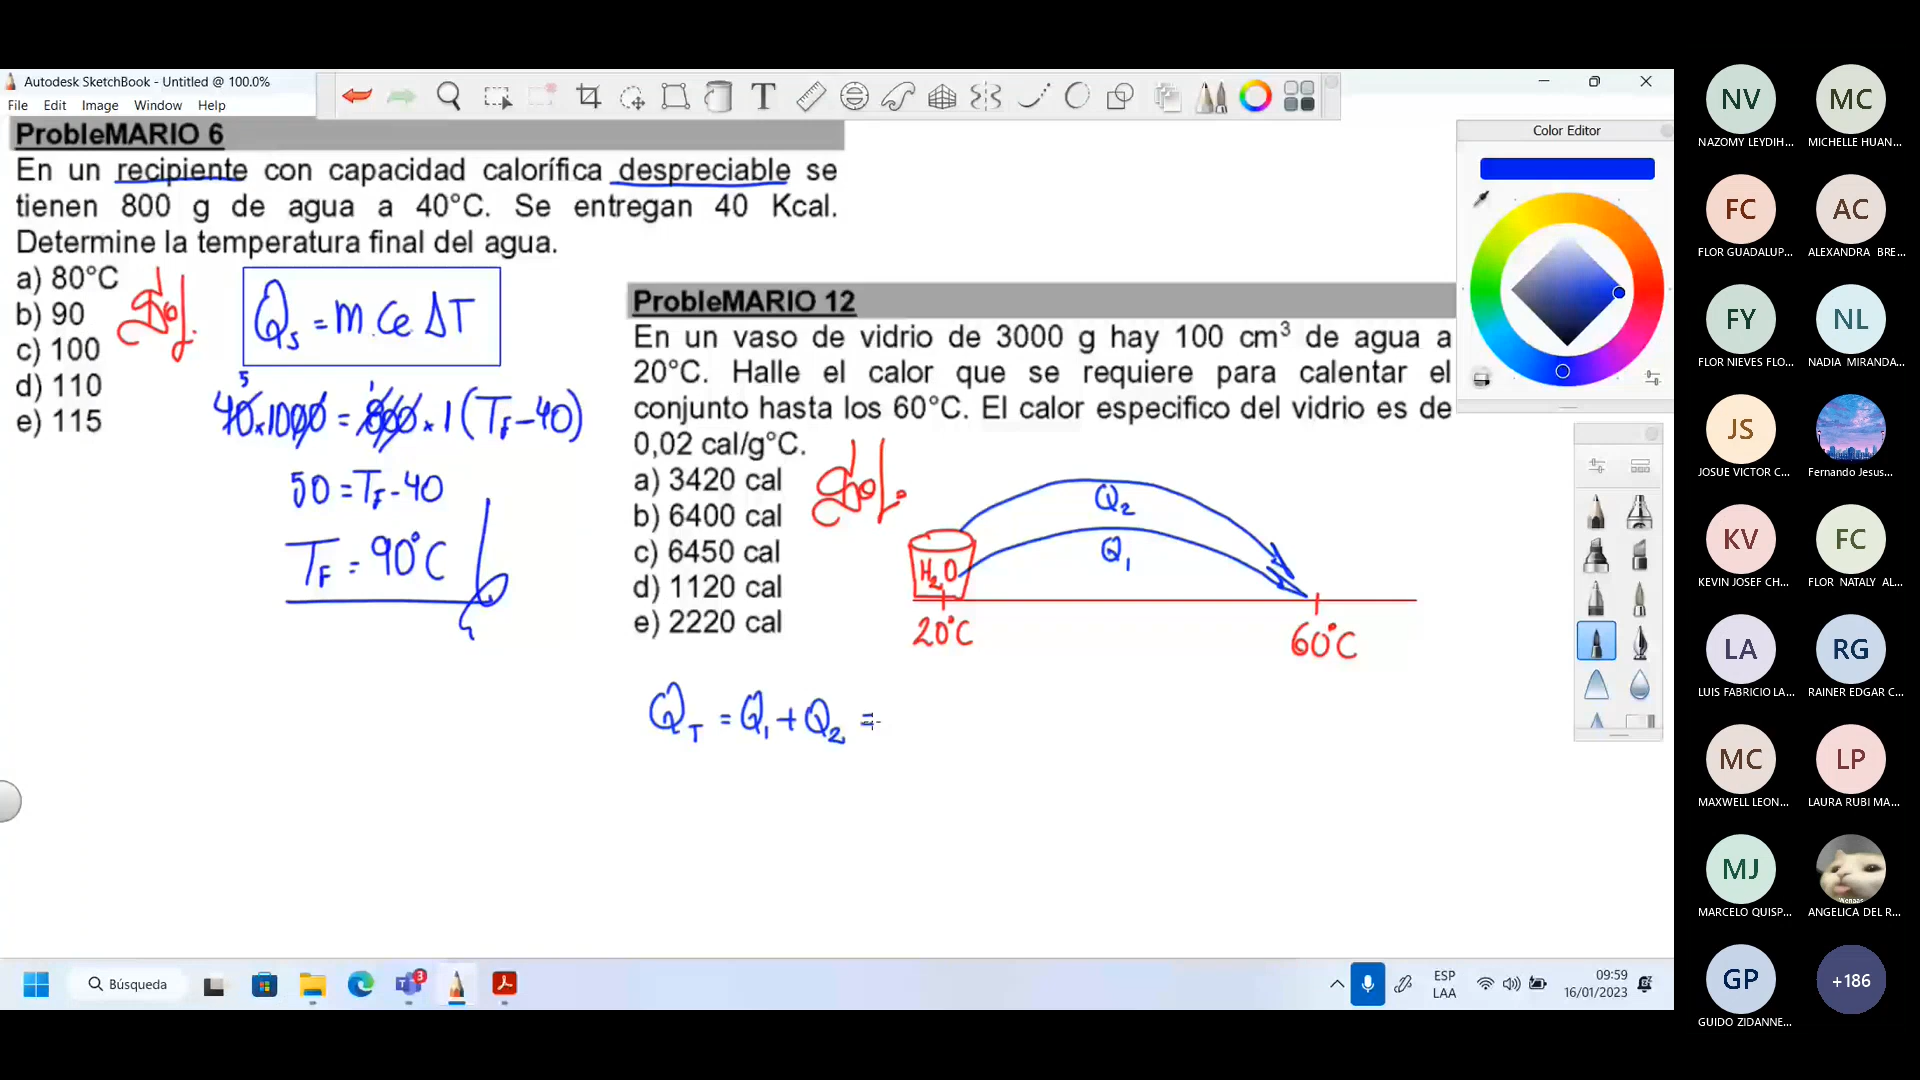 Autodesk SketchBook - Untitled @ 100.0%
File Edit Image Window Help
Color Editor
ProbleMARIO 6
En un recipiente con capacidad calorífica despreciable se
tienen 800 g de agua a 40°C. Se entregan 40 Kcal.
Determine la temperatura final del agua.
a) 80°C
b) 90
c) 100
d) 110
e) 115
Sol.
Qs = m.Ce ΔT
5 1
40×1000 = 800×1(TF-40)
50 = TF-40
TF = 90°C
ProbleMARIO 12
En un vaso de vidrio de 3000 g hay 100 cm³ de agua a
20°C. Halle el calor que se requiere para calentar el
conjunto hasta los 60°C. El calor especifico del vidrio es de
0,02 cal/g°C.
a) 3420 cal
b) 6400 cal
c) 6450 cal
d) 1120 cal
e) 2220 cal
Sol.
Q2
Q1
H2O
20°C
60°C
QT = Q1 + Q2 =
NV
NAZOMY LEYDIH...
MC
MICHELLE HUAN...
FC
FLOR GUADALUP...
AC
ALEXANDRA BRE...
FY
FLOR NIEVES FLO...
NL
NADIA MIRANDA...
JS
JOSUE VICTOR C...
Fernando Jesus...
KV
KEVIN JOSEF CH...
FC
FLOR NATALY AL...
LA
LUIS FABRICIO LA...
RG
RAINER EDGAR C...
MC
MAXWELL LEON...
LP
LAURA RUBI MA...
MJ
MARCELO QUISP...
ANGELICA DEL R...
GP
GUIDO ZIDANNE...
+186
Búsqueda
3
ESP
LAA
09:59
16/01/2023